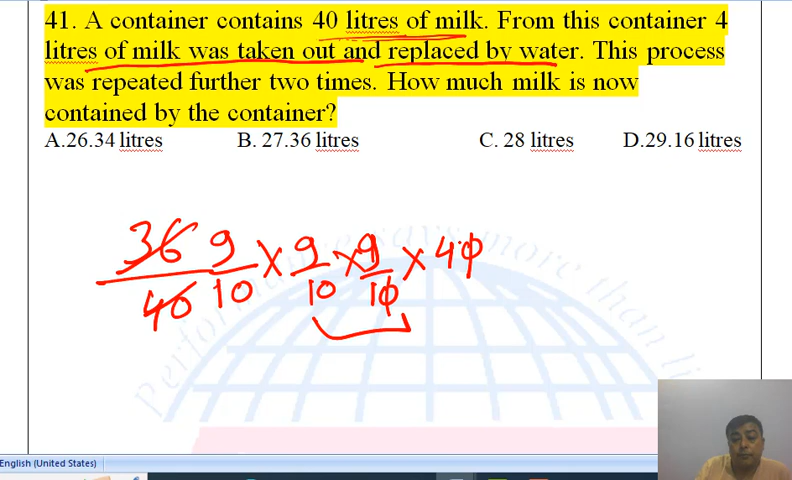 41. A container contains 40 litres of milk. From this container 4
litres of milk was taken out and replaced by water. This process
was repeated further two times. How much milk is now
contained by the container?
A.26.34 litres B. 27.36 litres C. 28 litres D.29.16 litres
36/40 9/10 × 9/10 × 9/10 × 40
English (United States)